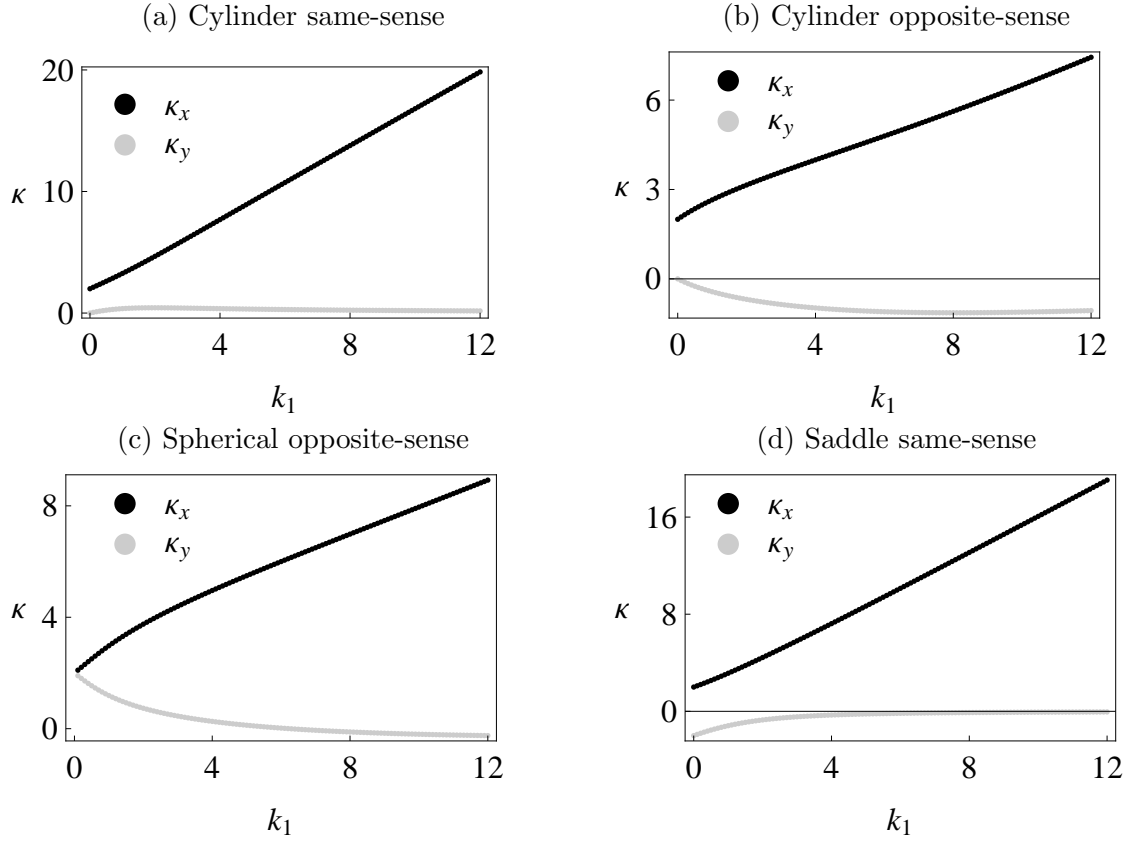 (a) Cylinder same-sense
κx
κy
20
10
0
κ
0 4 8 12
k1
(b) Cylinder opposite-sense
κx
κy
6
3
0
κ
0 4 8 12
k1
(c) Spherical opposite-sense
κx
κy
8
4
0
κ
0 4 8 12
k1
(d) Saddle same-sense
κx
κy
16
8
0
κ
0 4 8 12
k1